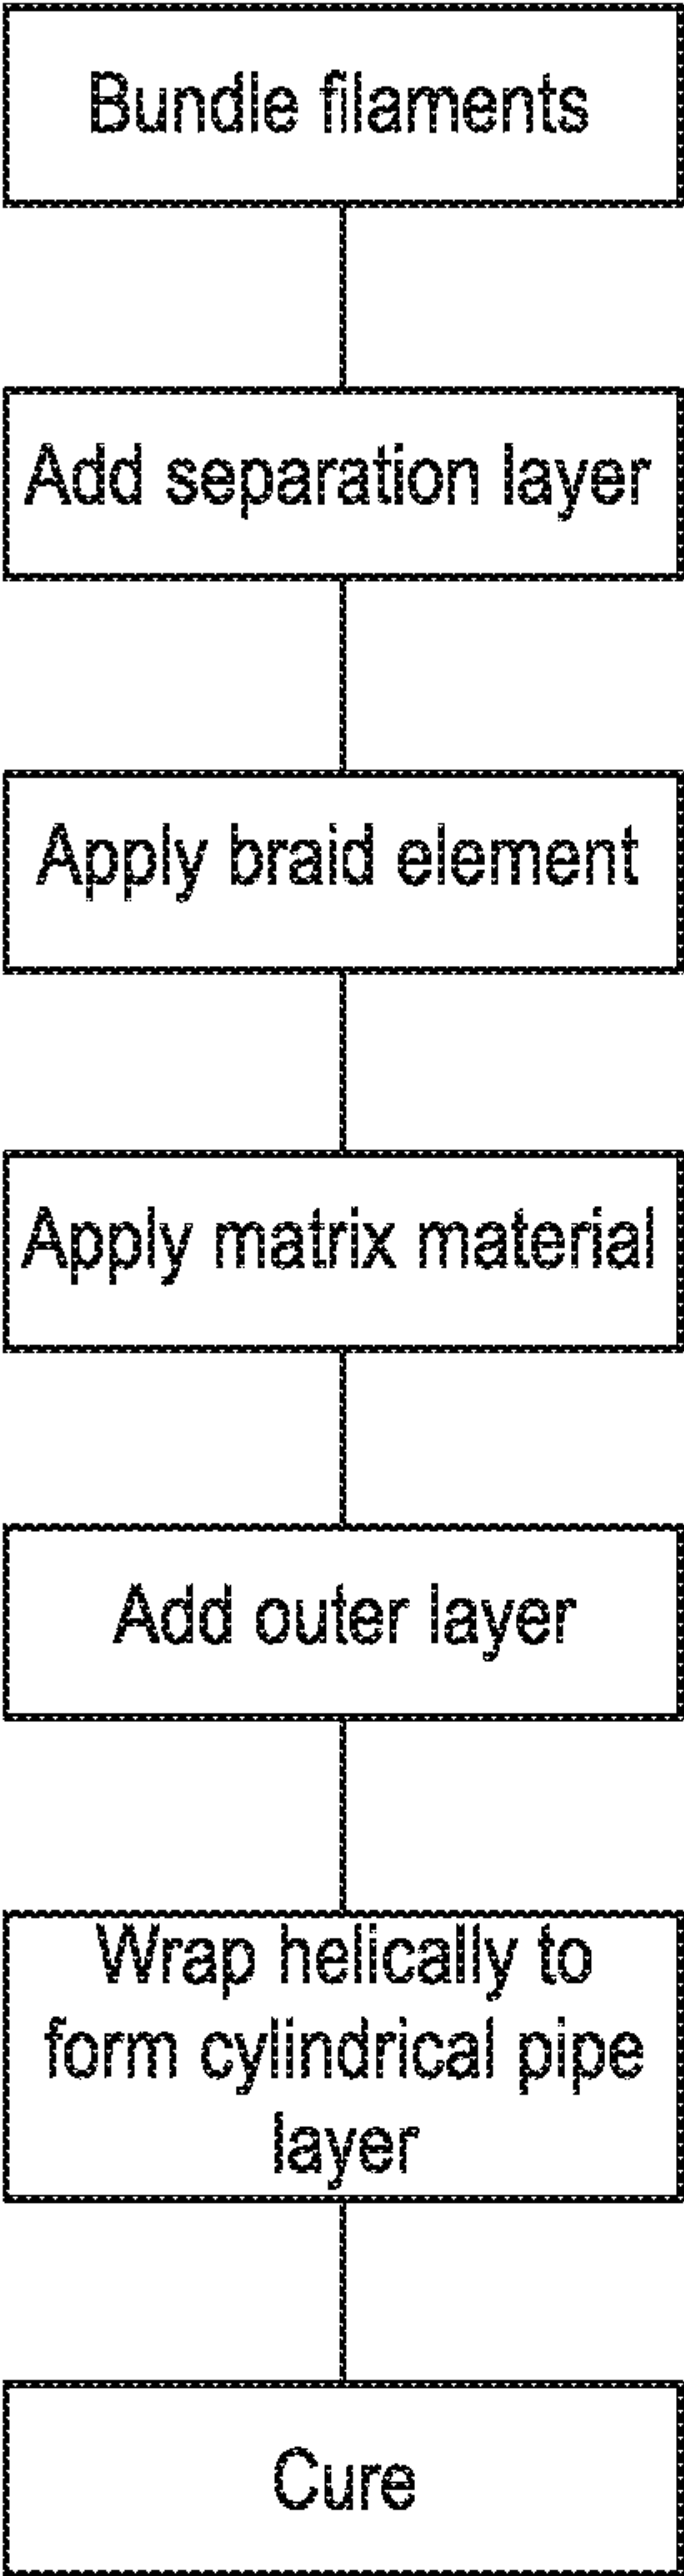 Bundle filaments
Add separation layer
Apply braid element
Apply matrix material
Add outer layer
Wrap helically to
form cylindrical pipe
layer
Cure